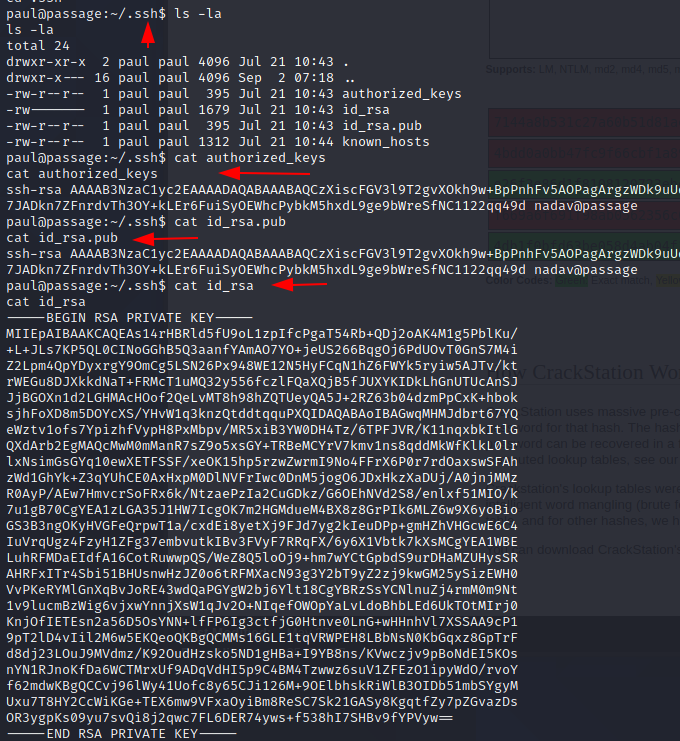 paul@passage:~/.ssh$ ls -la
ls -la
total 24
drwxr-xr-x 2 paul paul 4096 Jul 21 10:43 .
drwxr-x--- 16 paul paul 4096 Sep 2 07:18 ..
-rw-r--r-- 1 paul paul 395 Jul 21 10:43 authorized_keys
-rw------- 1 paul paul 1679 Jul 21 10:43 id_rsa
-rw-r--r-- 1 paul paul 395 Jul 21 10:43 id_rsa.pub
-rw-r--r-- 1 paul paul 1312 Jul 21 10:44 known_hosts
paul@passage:~/.ssh$ cat authorized_keys
cat authorized_keys
ssh-rsa AAAAB3NzaC1yc2EAAAADAQABAAABAQCzXiscFGV3l9T2gvXOkh9w+BpPnhFv5AOPagArgzWDk9uU
7JADkn7ZFnrdvTh3OY+kLEr6FuiSyOEWhcPybkM5hxdL9ge9bWreSfNC1122qq49d nadav@passage
paul@passage:~/.ssh$ cat id_rsa.pub
cat id_rsa.pub
ssh-rsa AAAAB3NzaC1yc2EAAAADAQABAAABAQCzXiscFGV3l9T2gvXOkh9w+BpPnhFv5AOPagArgzWDk9uU
7JADkn7ZFnrdvTh3OY+kLEr6FuiSyOEWhcPybkM5hxdL9ge9bWreSfNC1122qq49d nadav@passage
paul@passage:~/.ssh$ cat id_rsa
cat id_rsa
-----BEGIN RSA PRIVATE KEY-----
MIIEpAIBAAKCAQEAs14rHBRld5fU9oL1zpIfcPgaT54Rb+QDj2oAK4M1g5PblKu/
+L+JLs7KP5QL0CINoGGhB5Q3aanfYAmAO7YO+jeUS266BqgOj6PdUOvT0GnS7M4i
Z2Lpm4QpYDyxrgY9OmCg5LSN26Px948WE12N5HyFCqN1hZ6FWYk5ryiw5AJTv/kt
rWEGu8DJXkkdNaT+FRMcT1uMQ32y556fczlFQaXQjB5fJUXYKIDkLhGnUTUcAnSJ
JjBGOXn1d2LGHMAcHOof2QeLvMT8h98hZQTUeyQA5J+2RZ63b04dzmPpCxK+hbok
sjhFoXD8m5DOYcXS/YHvW1q3knzQtddtqquPXQIDAQABAoIBAGwqMHMJdbrt67YQ
eWztv1ofs7YpizhfVypH8PxMbpv/MR5xiB3YW0DH4Tz/6TPFJVR/K11nqxbkItlG
QXdArb2EgMAQcMwM0mManR7sZ9o5xsGY+TRBeMCYrV7kmv1ns8qddMkWfKlkL0lr
lxNsimGsGYq10ewXETFSSF/xeOK15hp5rzwZwrmI9No4FFrX6P0r7rdOaxswSFAh
zWd1GhYk+Z3qYUhCE0AxHxpM0DlNVFrIwc0DnM5jogO6JDxHkzXaDUj/A0jnjMMz
R0AyP/AEw7HmvcrSoFRx6k/NtzaePzIa2CuGDkz/G6OEhNVd2S8/enlxf51MIO/k
7u1gB70CgYEA1zLGA35J1HW7IcgOK7m2HGMdueM4BX8z8GrPIk6MLZ6w9X6yoBio
GS3B3ngOKyHVGFeQrpwT1a/cxdEi8yetXj9FJd7yg2kIeuDPp+gmHZhVHGcwE6C4
IuVrqUgz4FzyH1ZFg37embvutkIBv3FVyF7RRqFX/6y6X1Vbtk7kXsMCgYEA1WBE
LuhRFMDaEIdfA16CotRuwwpQS/WeZ8Q5loOj9+hm7wYCtGpbdS9urDHaMZUHysSR
AHRFxITr4Sbi51BHUsnwHzJZ0o6tRFMXacN93g3Y2bT9yZ2zj9kwGM25ySizEWH0
VvPKeRYMlGnXqBvJoRE43wdQaPGYgW2bj6Ylt18CgYBRzSsYCNlnuZj4rmM0m9Nt
1v9lucmBzWig6vjxwYnnjXsW1qJv2O+NIqefOWOpYaLvLdoBhbLEd6UkTOtMIrj0
KnjOfIETEsn2a56D5OsYNN+lfFP6Ig3ctfjG0Htnve0LnG+wHHnhVl7XSSAA9cP1
9pT2lD4vIil2M6w5EKQeoQKBgQCMMs16GLE1tqVRWPEH8LBbNsN0KbGqxz8GpTrF
d8dj23LOuJ9MVdmz/K92OudHzsko5ND1gHBa+I9YB8ns/KVwczjv9pBoNdEI5KOs
nYN1RJnoKfDa6WCTMrxUf9ADqVdHI5p9C4BM4Tzwwz6suV1ZFEzO1ipyWdO/rvoY
f62mdwKBgQCCvj96lWy41Uofc8y65CJi126M+9OElbhskRiWlB3OIDb51mbSYgyM
Uxu7T8HY2CcWiKGe+TEX6mw9VFxaOyiBm8ReSC7Sk21GASy8KgqtfZy7pZGvazDs
OR3ygpKs09yu7svQi8j2qwc7FL6DER74yws+f538hI7SHBv9fYPVyw==
-----END RSA PRIVATE KEY-----